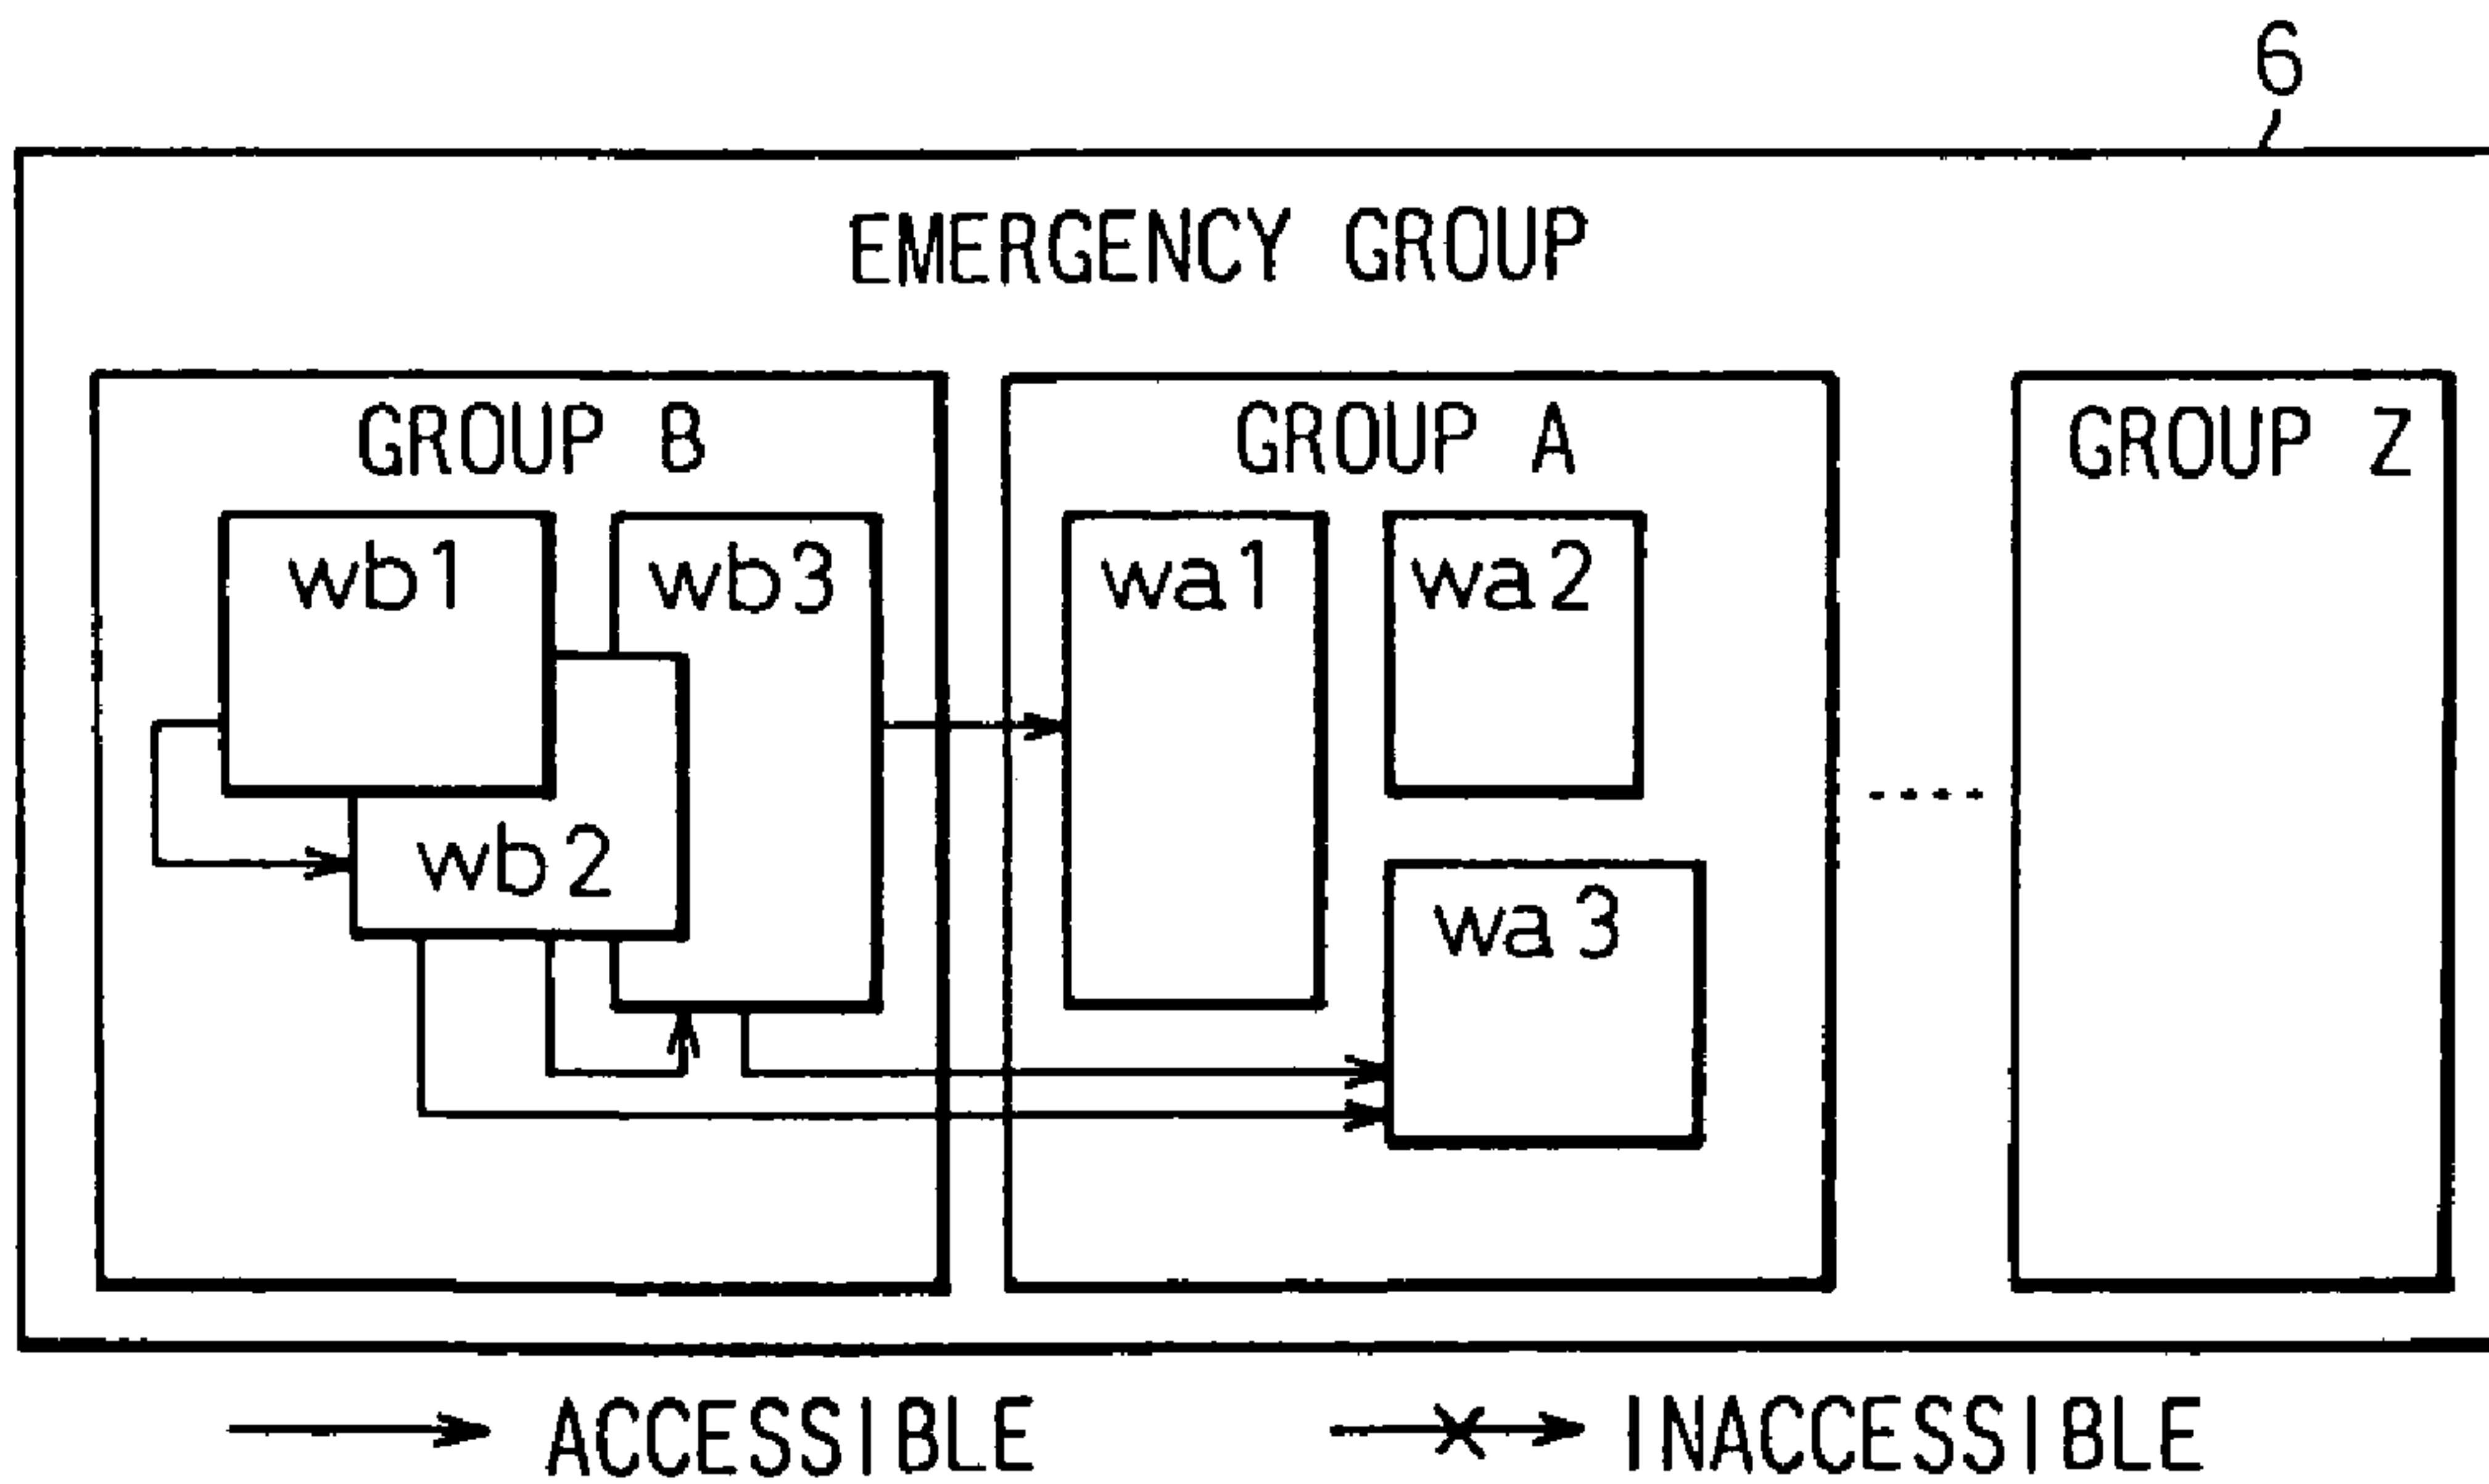 6
EMERGENCY GROUP
GROUP B
GROUP A
GROUP Z
wb1
wb3
wa1
wa2
wb2
wa3
ACCESSIBLE
INACCESSIBLE